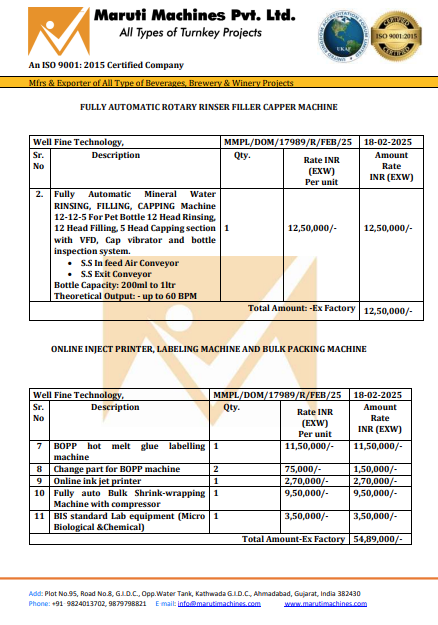 Maruti Machines Pvt. Ltd.
All Types of Turnkey Projects
UKAF
CERTIFIED
ISO 9001:2015
CERTIFIED
An ISO 9001: 2015 Certified Company
Mfrs & Exporter of All Type of Beverages, Brewery & Winery Projects
FULLY AUTOMATIC ROTARY RINSER FILLER CAPPER MACHINE
Well Fine Technology, MMPL/DOM/17989/R/FEB/25 18-02-2025
Sr. Description Qty. Rate INR Amount
No (EXW) Rate
Per unit INR (EXW)
2. Fully Automatic Mineral Water
RINSING, FILLING, CAPPING Machine
12-12-5 For Pet Bottle 12 Head Rinsing,
12 Head Filling, 5 Head Capping section 1 12,50,000/- 12,50,000/-
with VFD, Cap vibrator and bottle
inspection system.
• S.S In feed Air Conveyor
• S.S Exit Conveyor
Bottle Capacity: 200ml to 1ltr
Theoretical Output: - up to 60 BPM
Total Amount: -Ex Factory 12,50,000/-
ONLINE INJECT PRINTER, LABELING MACHINE AND BULK PACKING MACHINE
Well Fine Technology, MMPL/DOM/17989/R/FEB/25 18-02-2025
Sr. Description Qty. Rate INR Amount
No (EXW) Rate
Per unit INR (EXW)
7 BOPP hot melt glue labelling 1 11,50,000/- 11,50,000/-
machine
8 Change part for BOPP machine 2 75,000/- 1,50,000/-
9 Online ink jet printer 1 2,70,000/- 2,70,000/-
10 Fully auto Bulk Shrink-wrapping 1 9,50,000/- 9,50,000/-
Machine with compressor
11 BIS standard Lab equipment (Micro 1 3,50,000/- 3,50,000/-
Biological &Chemical)
Total Amount-Ex Factory 54,89,000/-
Add: Plot No.95, Road No.8, G.I.D.C., Opp.Water Tank, Kathwada G.I.D.C., Ahmadabad, Gujarat, India 382430
Phone: +91- 9824013702, 9879798821 E mail: info@marutimachines.com www.marutimachines.com